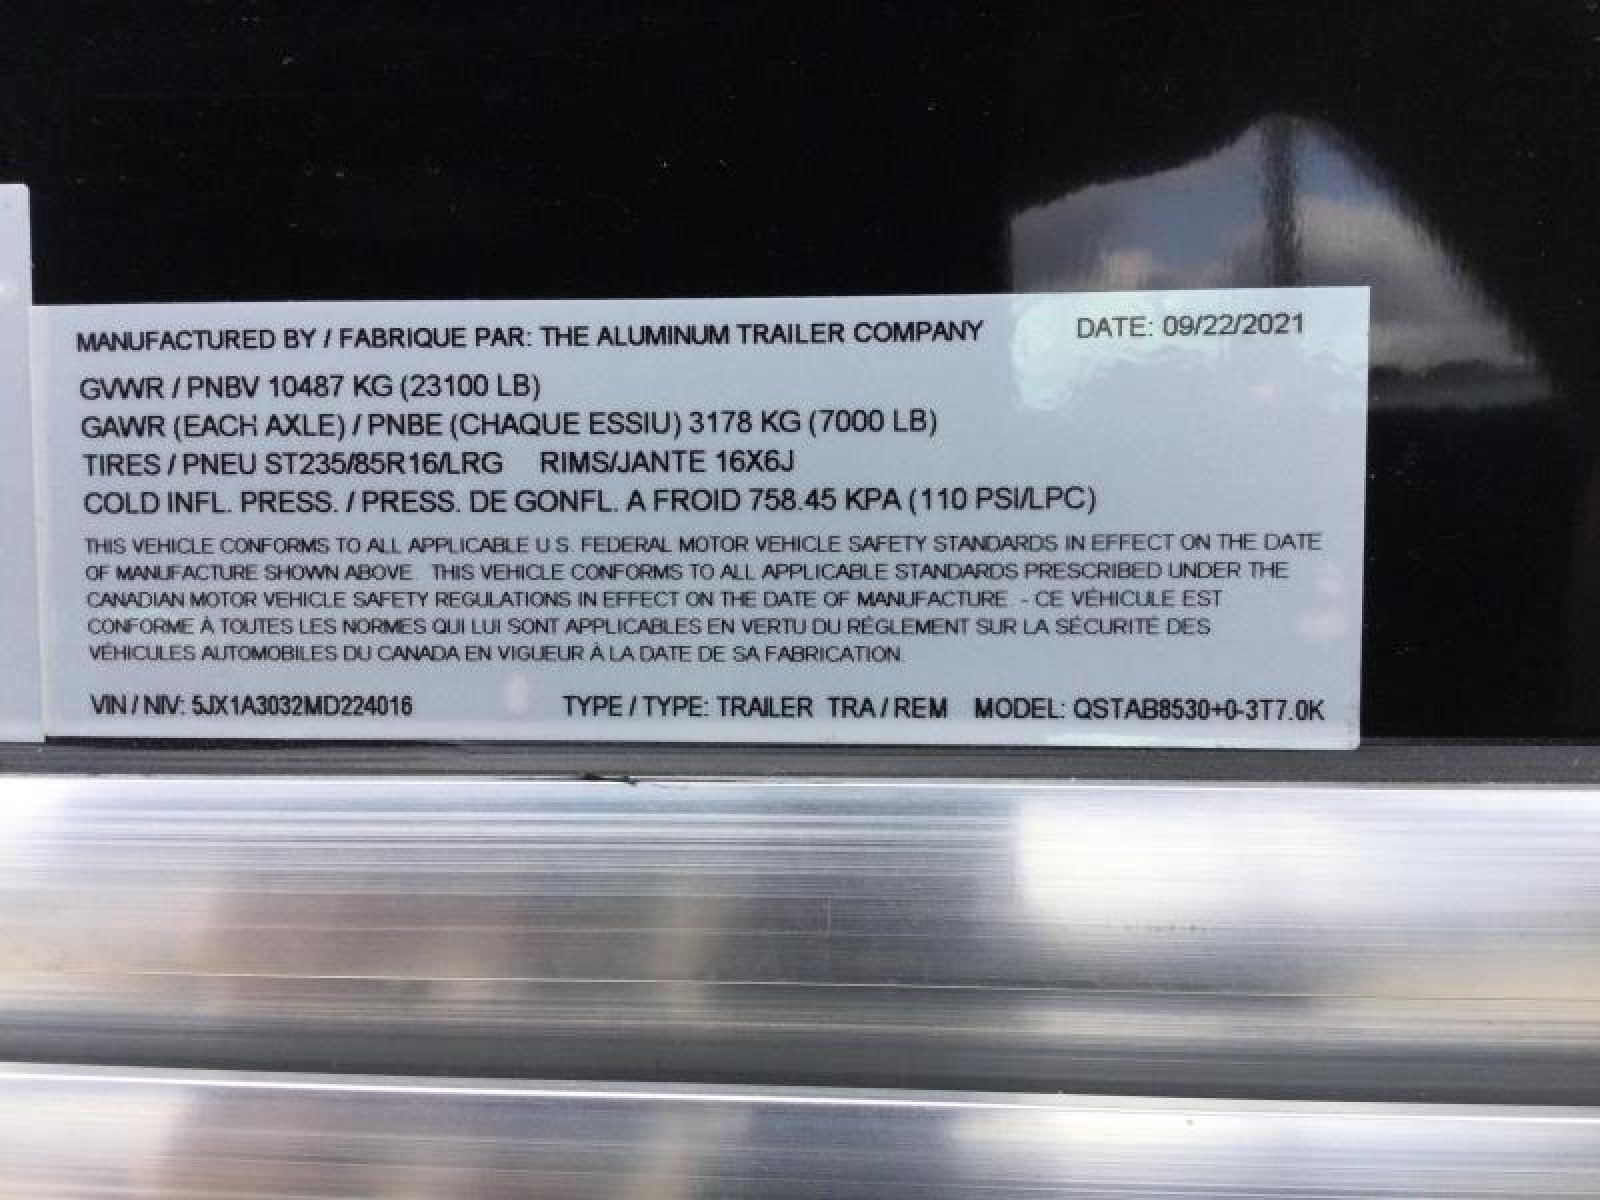 MANUFACTURED BY / FABRIQUE PAR: THE ALUMINUM TRAILER COMPANY DATE: 09/22/2021
GVWR / PNBV 10487 KG (23100 LB)
GAWR (EACH AXLE) / PNBE (CHAQUE ESSIU) 3178 KG (7000 LB)
TIRES / PNEU ST235/85R16/LRG RIMS/JANTE 16X6J
COLD INFL. PRESS. / PRESS. DE GONFL. A FROID 758.45 KPA (110 PSI/LPC)
THIS VEHICLE CONFORMS TO ALL APPLICABLE U.S. FEDERAL MOTOR VEHICLE SAFETY STANDARDS IN EFFECT ON THE DATE
OF MANUFACTURE SHOWN ABOVE. THIS VEHICLE CONFORMS TO ALL APPLICABLE STANDARDS PRESCRIBED UNDER THE
CANADIAN MOTOR VEHICLE SAFETY REGULATIONS IN EFFECT ON THE DATE OF MANUFACTURE. - CE VÉHICULE EST
CONFORME À TOUTES LES NORMES QUI LUI SONT APPLICABLES EN VERTU DU RÉGLEMENT SUR LA SÉCURITÉ DES
VÉHICULES AUTOMOBILES DU CANADA EN VIGUEUR À LA DATE DE SA FABRICATION.
VIN / NIV: 5JX1A3032MD224016 TYPE / TYPE: TRAILER TRA / REM MODEL: QSTAB8530+0-3T7.0K